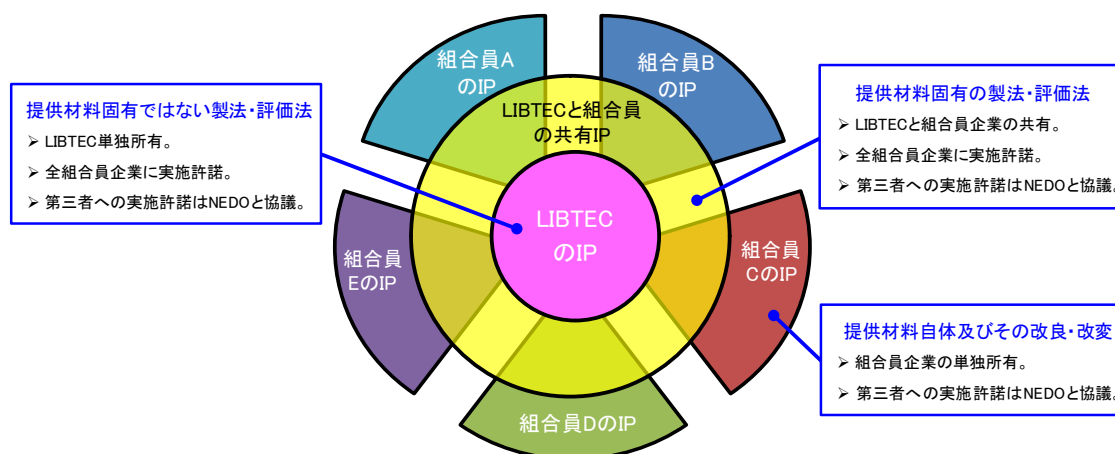 組合員A
のIP
組合員B
のIP
提供材料固有ではない製法・評価法
➢ LIBTEC単独所有。
➢ 全組合員企業に実施許諾。
➢ 第三者への実施許諾はNEDOと協議。
LIBTECと組合員
の共有IP
提供材料固有の製法・評価法
➢ LIBTECと組合員企業の共有。
➢ 全組合員企業に実施許諾。
➢ 第三者への実施許諾はNEDOと協議。
LIBTEC
のIP
組合員
EのIP
組合員
CのIP
提供材料自体及びその改良・改変
➢ 組合員企業の単独所有。
➢ 第三者への実施許諾はNEDOと協議。
組合員DのIP